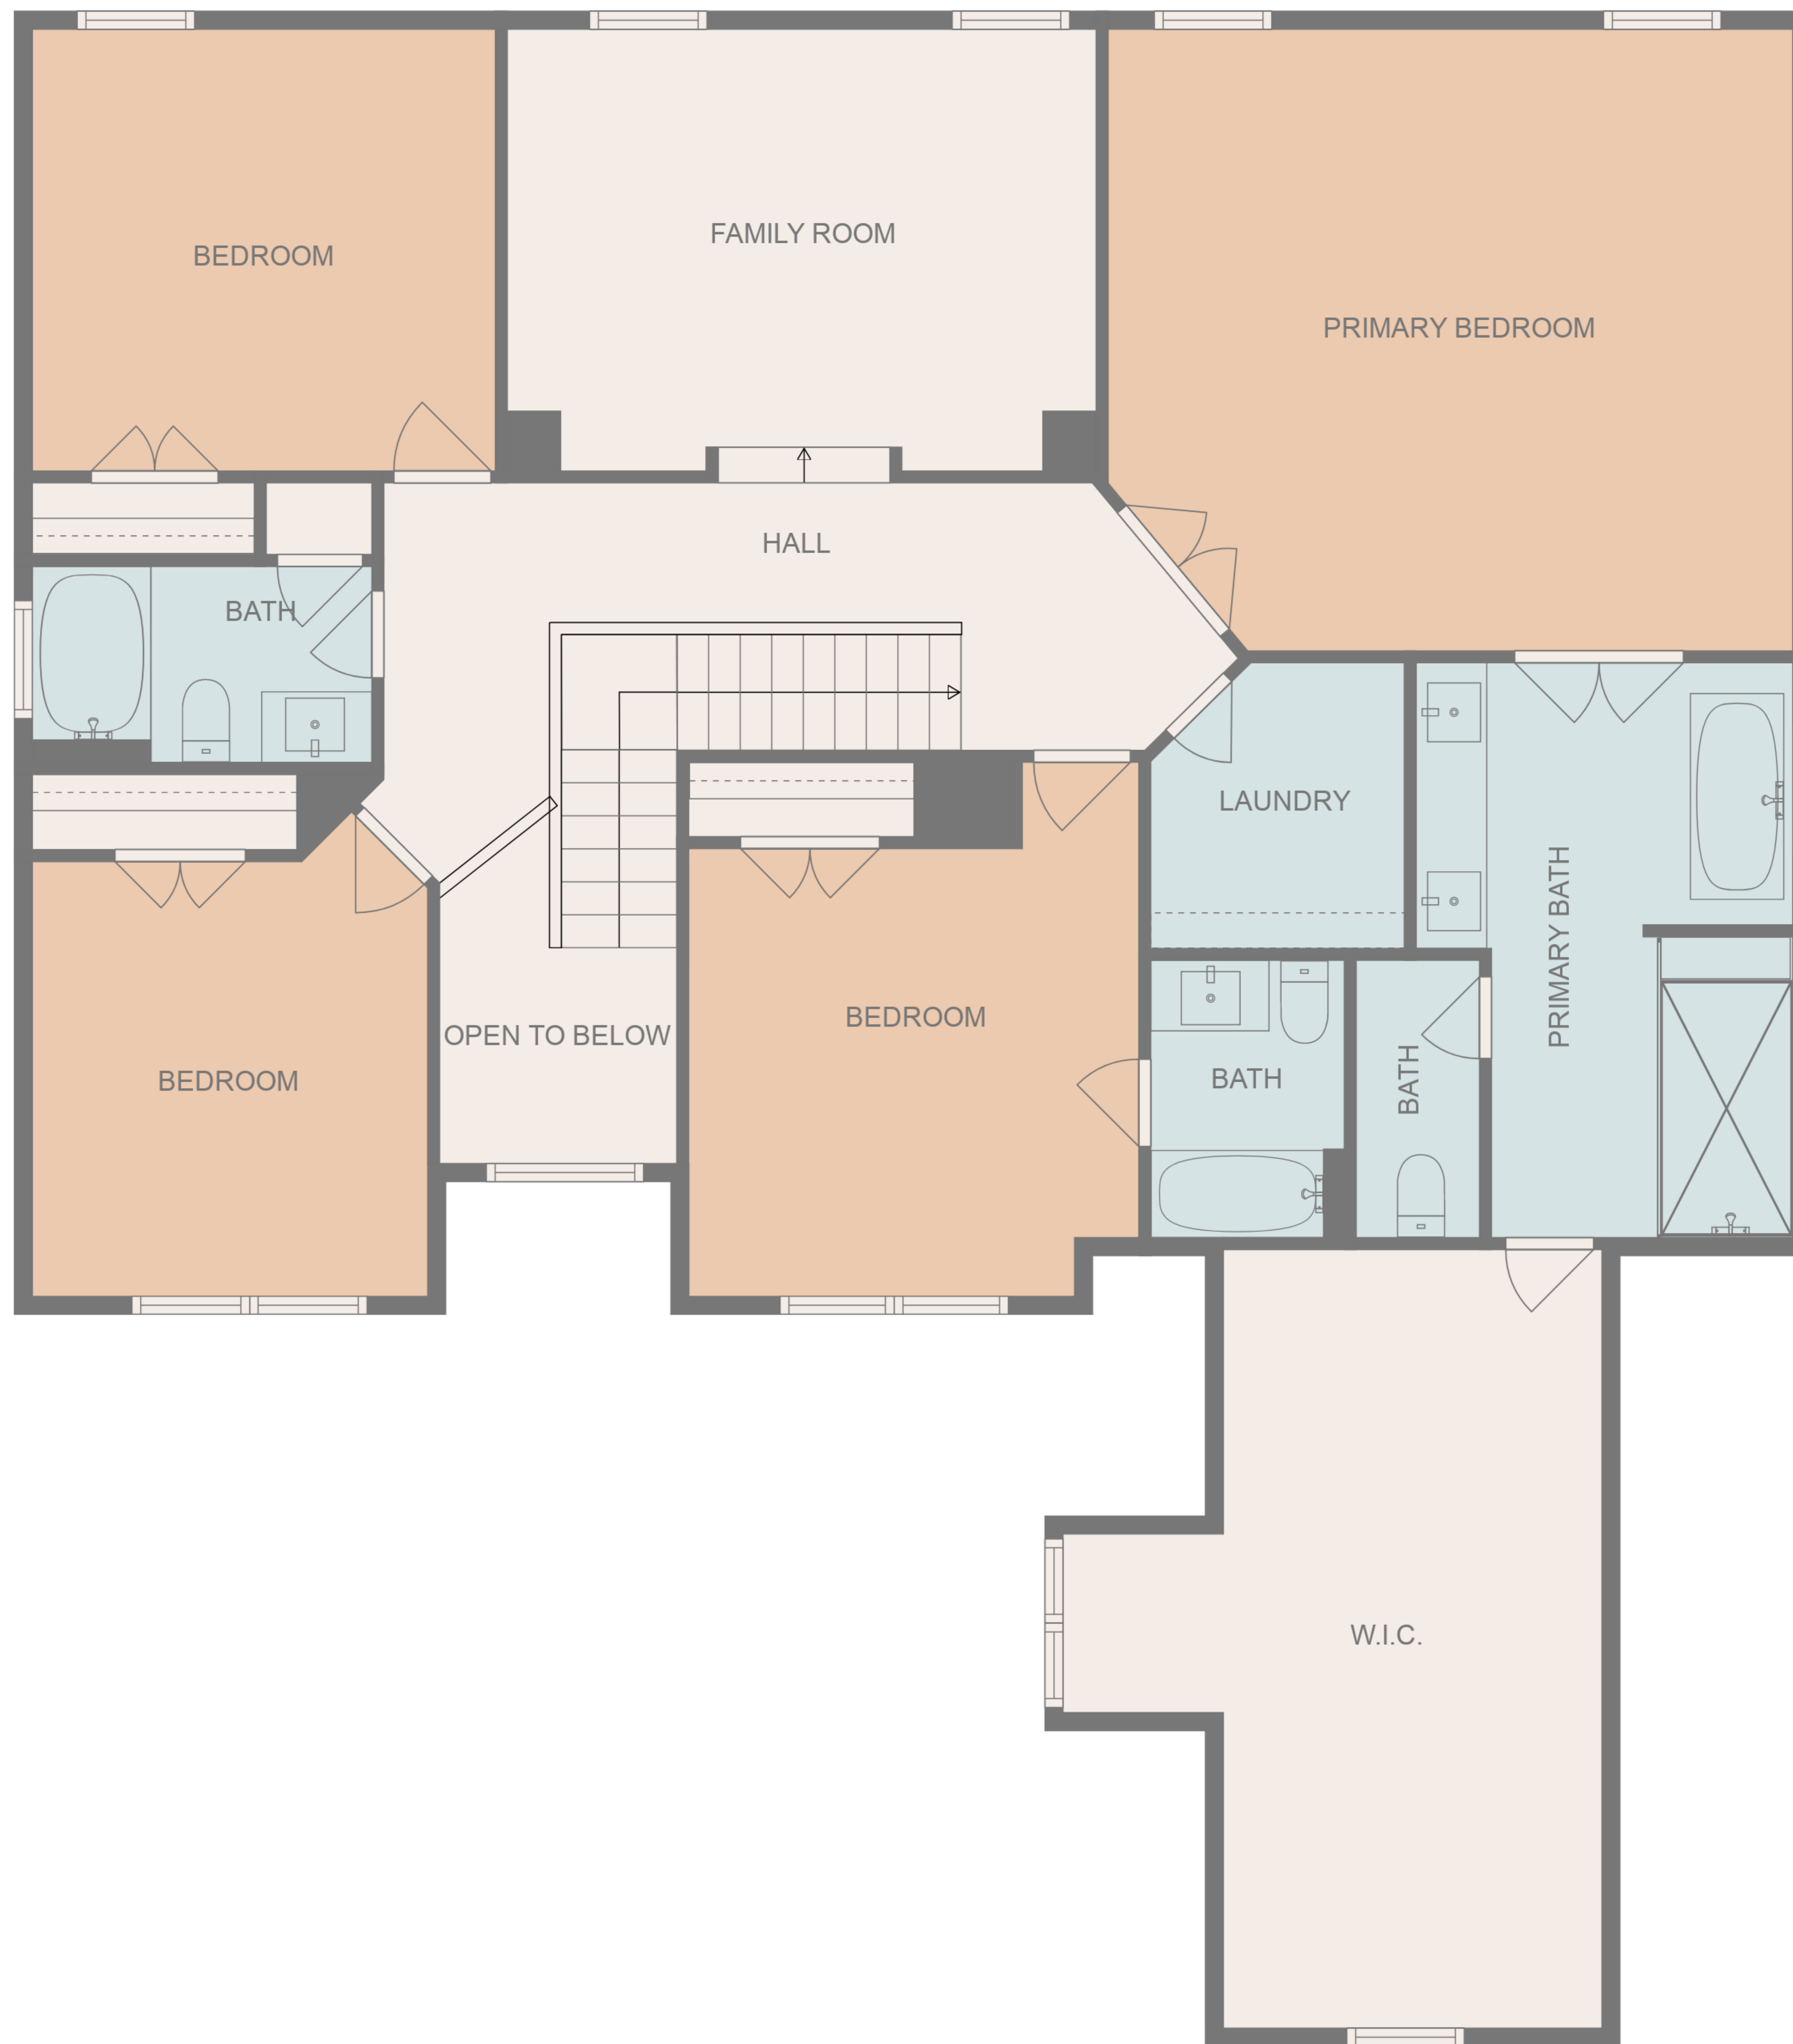 BEDROOM
FAMILY ROOM
PRIMARY BEDROOM
HALL
BATH
LAUNDRY
PRIMARY BATH
BEDROOM
OPEN TO BELOW
BEDROOM
BATH
BATH
W.I.C.